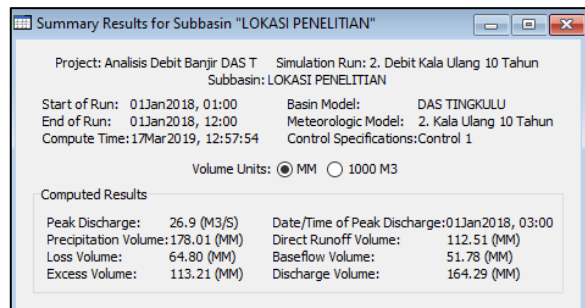 Summary Results for Subbasin "LOKASI PENELITIAN"
Project: Analisis Debit Banjir DAS T Simulation Run: 2. Debit Kala Ulang 10 Tahun
Subbasin: LOKASI PENELITIAN
Start of Run: 01Jan2018, 01:00 Basin Model: DAS TINGKULU
End of Run: 01Jan2018, 12:00 Meteorologic Model: 2. Kala Ulang 10 Tahun
Compute Time:17Mar2019, 12:57:54 Control Specifications:Control 1
Volume Units: MM 1000 M3
Computed Results
Peak Discharge: 26.9 (M3/S) Date/Time of Peak Discharge:01Jan2018, 03:00
Precipitation Volume:178.01 (MM) Direct Runoff Volume: 112.51 (MM)
Loss Volume: 64.80 (MM) Baseflow Volume: 51.78 (MM)
Excess Volume: 113.21 (MM) Discharge Volume: 164.29 (MM)